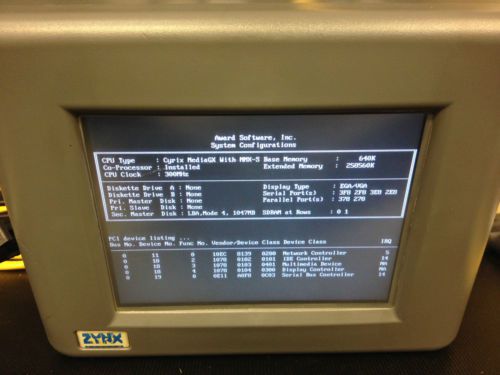 Award Software, Inc.
System Configurations
CPU Type : Cyrix MediaGX With MMX-S Base Memory : 640K
Co-Processor : Installed Extended Memory : 250560K
CPU Clock : 300MHz
Diskette Drive A : None Display Type : EGA/VGA
Diskette Drive B : None Serial Port(s) : 3F8 2F8 3E8 2E8
Pri. Master Disk : None Parallel Port(s) : 378 278
Pri. Slave Disk : None
Sec. Master Disk : LBA,Mode 4, 1047MB SDRAM at Rows : 0 1
PCI device listing ...
Bus No. Device No. Func No. Vendor/Device Class Device Class IRQ
0 11 0 10EC 8139 0200 Network Controller 5
0 18 2 1078 0102 0101 IDE Controller 14
0 18 3 1078 0103 0401 Multimedia Device NA
0 18 4 1078 0104 0300 Display Controller NA
0 19 0 0E11 A0F8 0C03 Serial Bus Controller 14
ZYNX